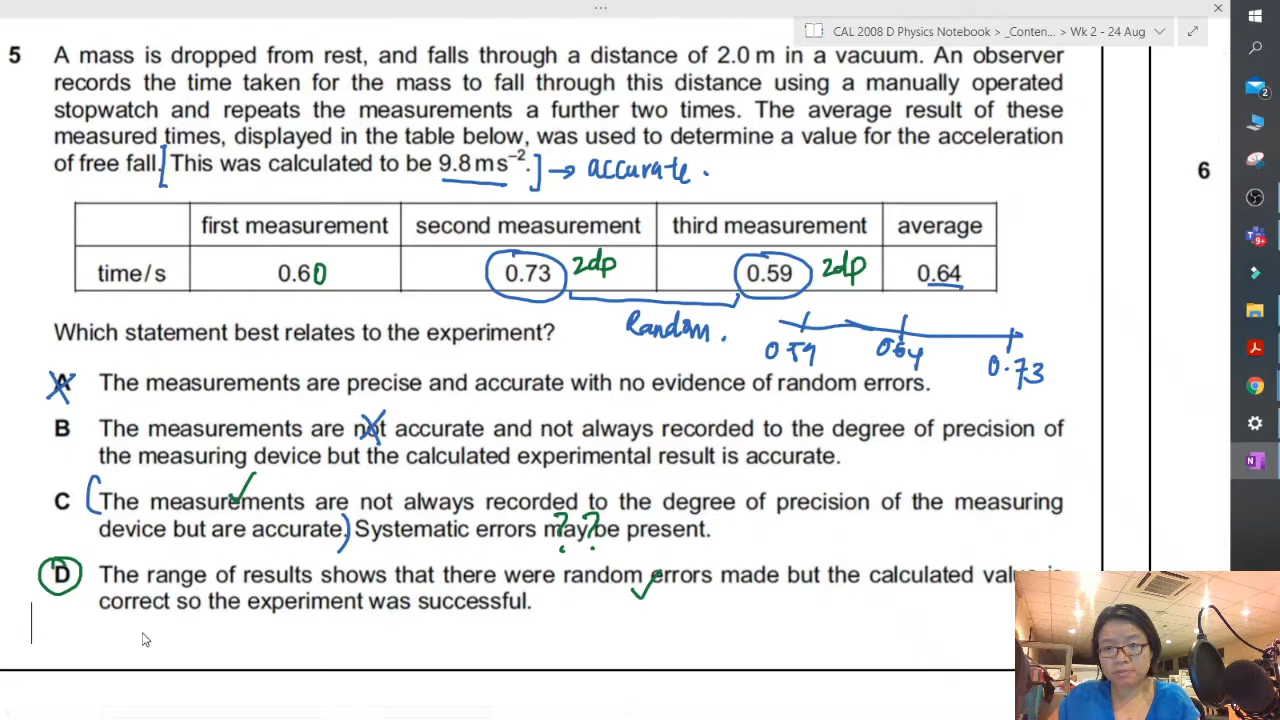 CAL 2008 D Physics Notebook > _Conten... > Wk 2 - 24 Aug
5 A mass is dropped from rest, and falls through a distance of 2.0 m in a vacuum. An observer
records the time taken for the mass to fall through this distance using a manually operated
stopwatch and repeats the measurements a further two times. The average result of these
measured times, displayed in the table below, was used to determine a value for the acceleration
of free fall. [This was calculated to be 9.8 m s⁻².] → accurate.
6
first measurement second measurement third measurement average
time / s 0.60 0.73 2dp 0.59 2dp 0.64
Random.
Which statement best relates to the experiment?
0.59 0.64 0.73
A The measurements are precise and accurate with no evidence of random errors.
B The measurements are not accurate and not always recorded to the degree of precision of
the measuring device but the calculated experimental result is accurate.
C (The measurements are not always recorded to the degree of precision of the measuring
device but are accurate.) Systematic errors may be present.
? ?
D The range of results shows that there were random errors made but the calculated
correct so the experiment was successful.
2
9+